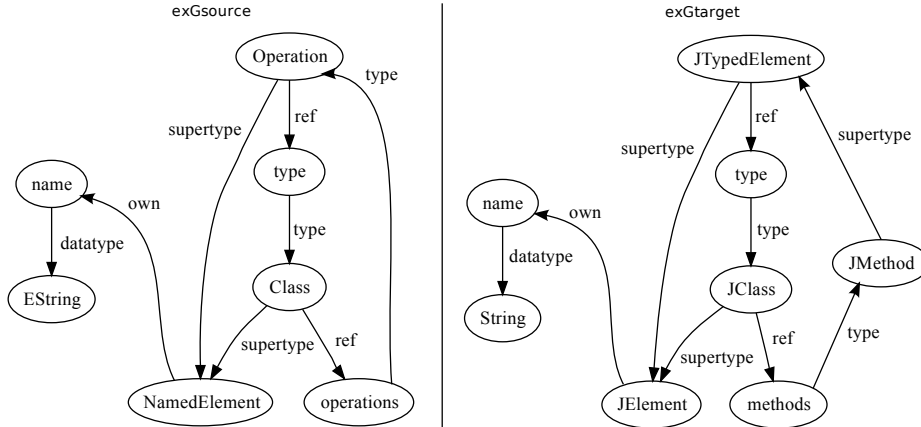 exGsource
Operation
type
ref
supertype
type
name
own
type
datatype
Class
EString
supertype
ref
NamedElement
operations
exGtarget
JTypedElement
ref
supertype
supertype
type
name
own
type
datatype
JMethod
JClass
String
ref
type
supertype
JElement
methods